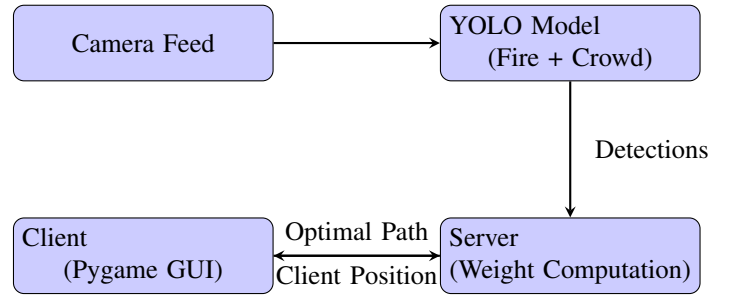 Camera Feed
YOLO Model
(Fire + Crowd)
Detections
Client
(Pygame GUI)
Optimal Path
Client Position
Server
(Weight Computation)